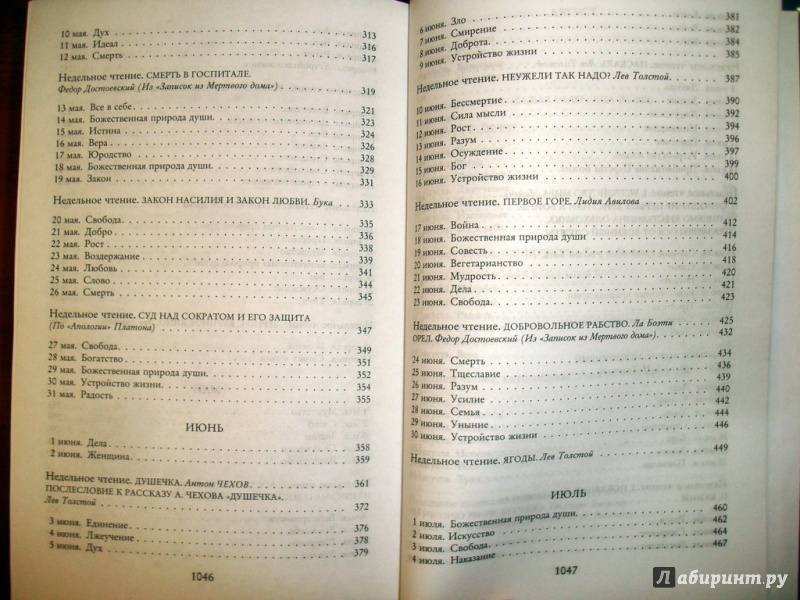 10 мая. Дух 313
11 мая. Идеал 316
12 мая. Смерть 317
Недельное чтение. СМЕРТЬ В ГОСПИТАЛЕ.
Федор Достоевский (Из «Записок из Мертвого дома») 319
13 мая. Все в себе 321
14 мая. Божественная природа души. 323
15 мая. Истина 324
16 мая. Вера 326
17 мая. Юродство 328
18 мая. Божественная природа души. 329
19 мая. Закон 331
Недельное чтение. ЗАКОН НАСИЛИЯ И ЗАКОН ЛЮБВИ. Бука 333
20 мая. Свобода. 335
21 мая. Добро 336
22 мая. Рост 338
23 мая. Воздержание 339
24 мая. Любовь 341
25 мая. Слово 344
26 мая. Смерть 345
Недельное чтение. СУД НАД СОКРАТОМ И ЕГО ЗАЩИТА
(По «Апологии» Платона) 347
27 мая. Свобода. 349
28 мая. Богатство 351
29 мая. Божественная природа души. 352
30 мая. Устройство жизни. 354
31 мая. Радость 355
ИЮНЬ
1 июня. Дела 358
2 июня. Женщина. 359
Недельное чтение. ДУШЕЧКА. Антон ЧЕХОВ 361
ПОСЛЕСЛОВИЕ К РАССКАЗУ А. ЧЕХОВА «ДУШЕЧКА».
Лев Толстой 372
3 июня. Единение 376
4 июня. Лжеучение 378
5 июня. Дух 379
1046
6 июня. Зло 381
7 июня. Смирение 382
8 июня. Доброта. 384
9 июня. Устройство жизни 385
Недельное чтение. НЕУЖЕЛИ ТАК НАДО? Лев Толстой. 387
10 июня. Бессмертие 390
11 июня. Сила мысли 392
12 июня. Рост 394
13 июня. Разум 396
14 июня. Осуждение 397
15 июня. Бог 399
16 июня. Устройство жизни 400
Недельное чтение. ПЕРВОЕ ГОРЕ. Лидия Авилова 402
17 июня. Война 412
18 июня. Божественная природа души 414
19 июня. Совесть 416
20 июня. Вегетарианство 418
21 июня. Мудрость 420
22 июня. Дела 421
23 июня. Свобода. 423
Недельное чтение. ДОБРОВОЛЬНОЕ РАБСТВО. Ла Боэти 425
ОРЕЛ. Федор Достоевский (Из «Записок из Мертвого дома»). 432
24 июня. Смерть 434
25 июня. Тщеславие 436
26 июня. Разум 439
27 июня. Усилие 440
28 июня. Семья 442
29 июня. Уныние 444
30 июня. Устройство жизни 446
Недельное чтение. ЯГОДЫ. Лев Толстой 449
ИЮЛЬ
1 июля. Божественная природа души. 460
2 июля. Искусство 462
3 июля. Свобода. 464
4 июля. Наказание 467
1047
Лабиринт.ру